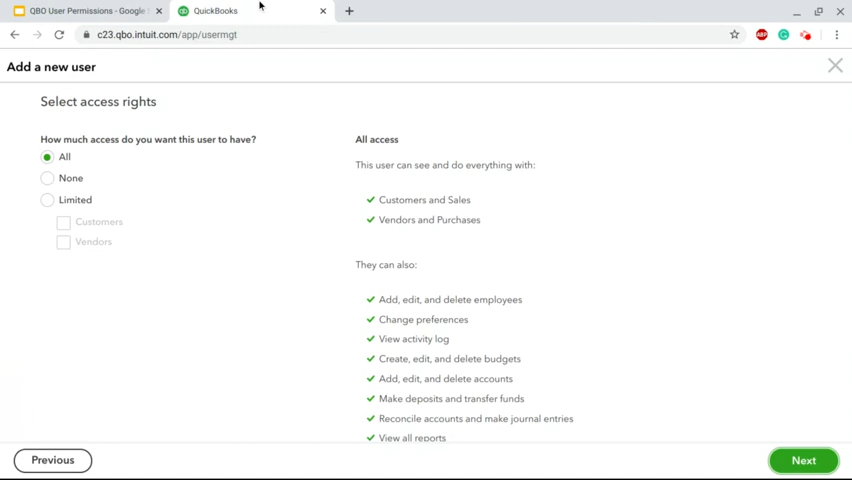 QBO User Permissions - Google
QuickBooks
c23.qbo.intuit.com/app/usermgt
ABP
Add a new user
Select access rights
How much access do you want this user to have?
All
None
Limited
Customers
Vendors
All access
This user can see and do everything with:
Customers and Sales
Vendors and Purchases
They can also:
Add, edit, and delete employees
Change preferences
View activity log
Create, edit, and delete budgets
Add, edit, and delete accounts
Make deposits and transfer funds
Reconcile accounts and make journal entries
View all reports
Previous
Next